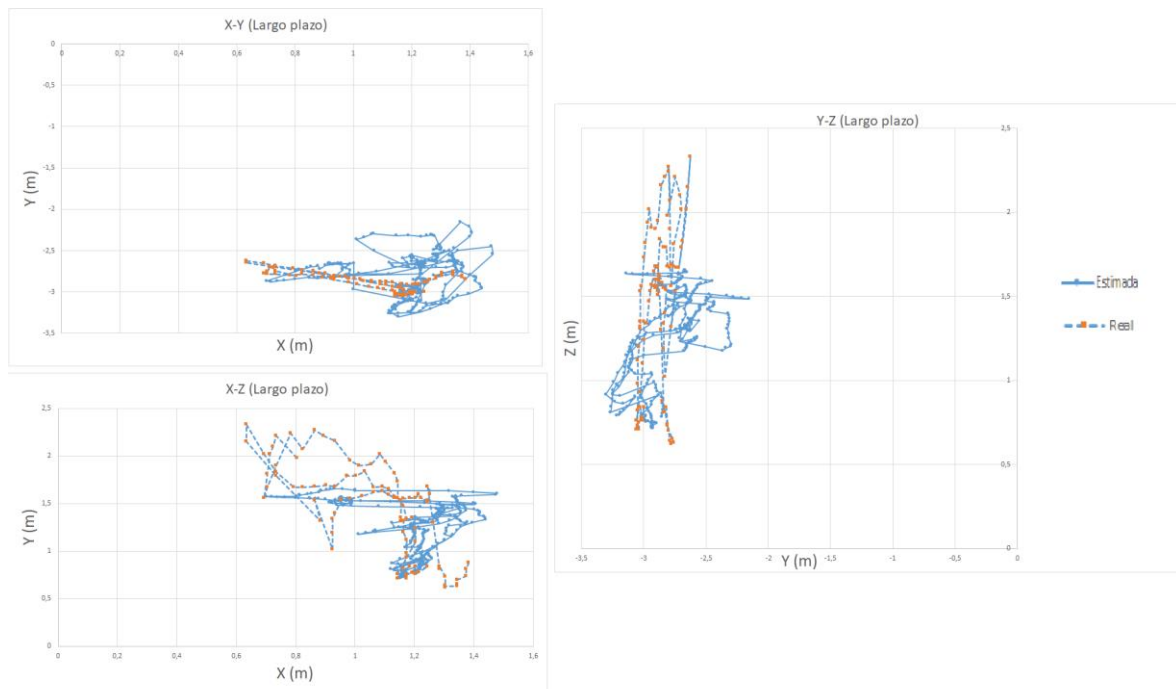 X-Y (Largo plazo)
0
0 0,2 0,4 0,6 0,8 1 1,2 1,4 1,6
-0,5
-1
-1,5
-2
-2,5
-3
-3,5
Y (m)
X (m)
X-Z (Largo plazo)
2,5
2
1,5
1
0,5
0
0 0,2 0,4 0,6 0,8 1 1,2 1,4 1,6
Y (m)
X (m)
Y-Z (Largo plazo)
2,5
2
1,5
1
0,5
0
-3,5 -3 -2,5 -2 -1,5 -1 -0,5 0
Z (m)
Y (m)
Estimada
Real